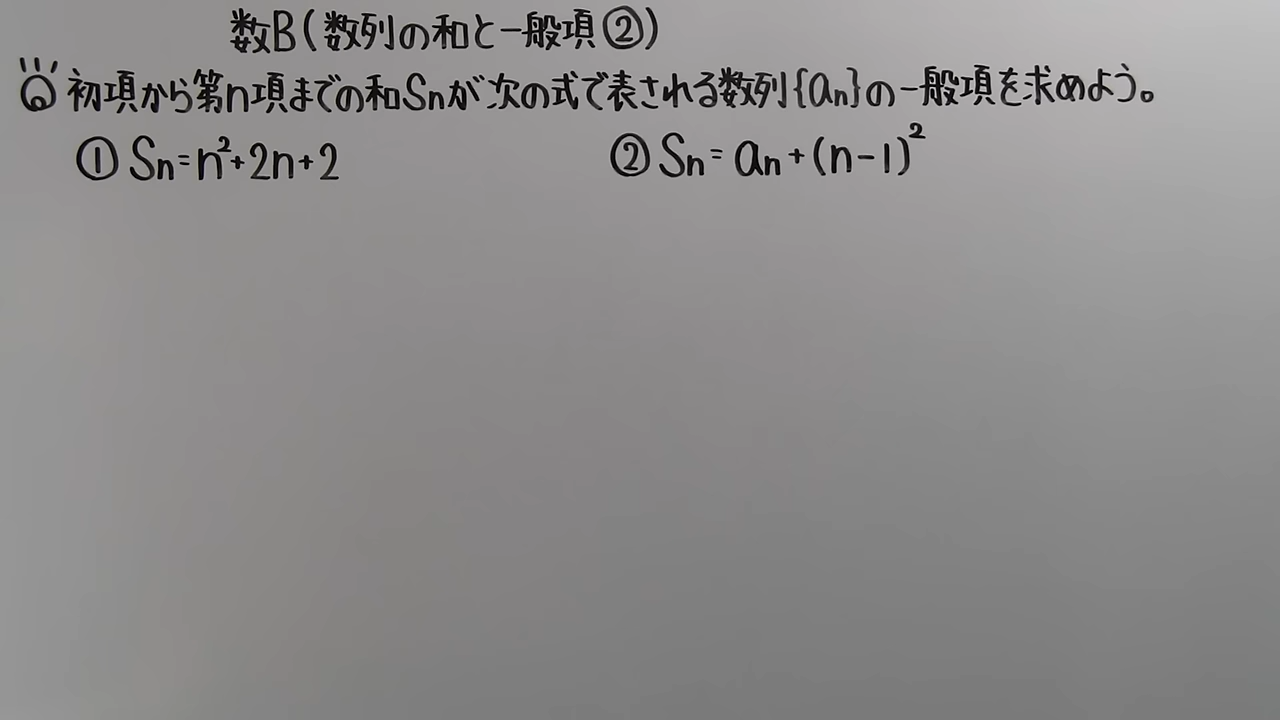 数B(数列の和と一般項②)
初項から第n項までの和Snが次の式で表される数列{an}の一般項を求めよう。
① Sn=n²+2n+2 ② Sn=an+(n-1)²